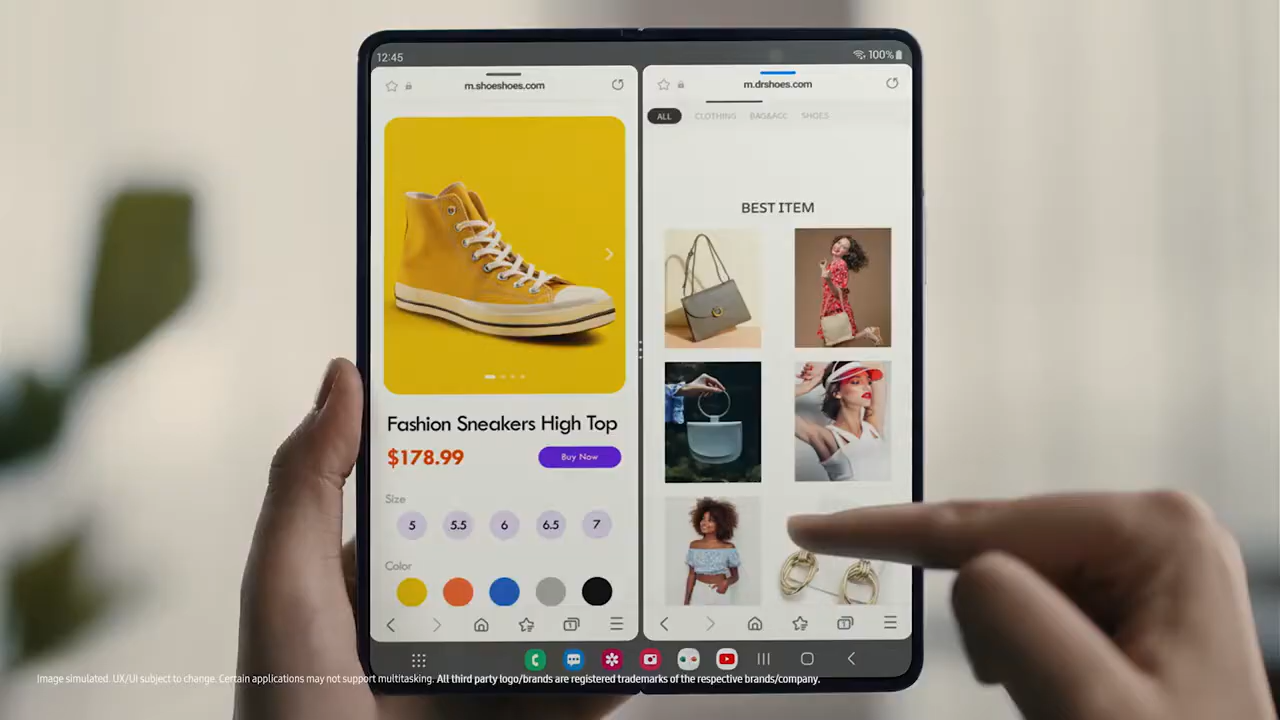 12:45
100%
m.shoeshoes.com
Fashion Sneakers High Top
$178.99
Buy Now
Size
5 5.5 6 6.5 7
Color
m.drshoes.com
ALL CLOTHING BAG&ACC SHOES
BEST ITEM
1
1
Image simulated. UX/UI subject to change. Certain applications may not support multitasking. All third party logo/brands are registered trademarks of the respective brands/company.